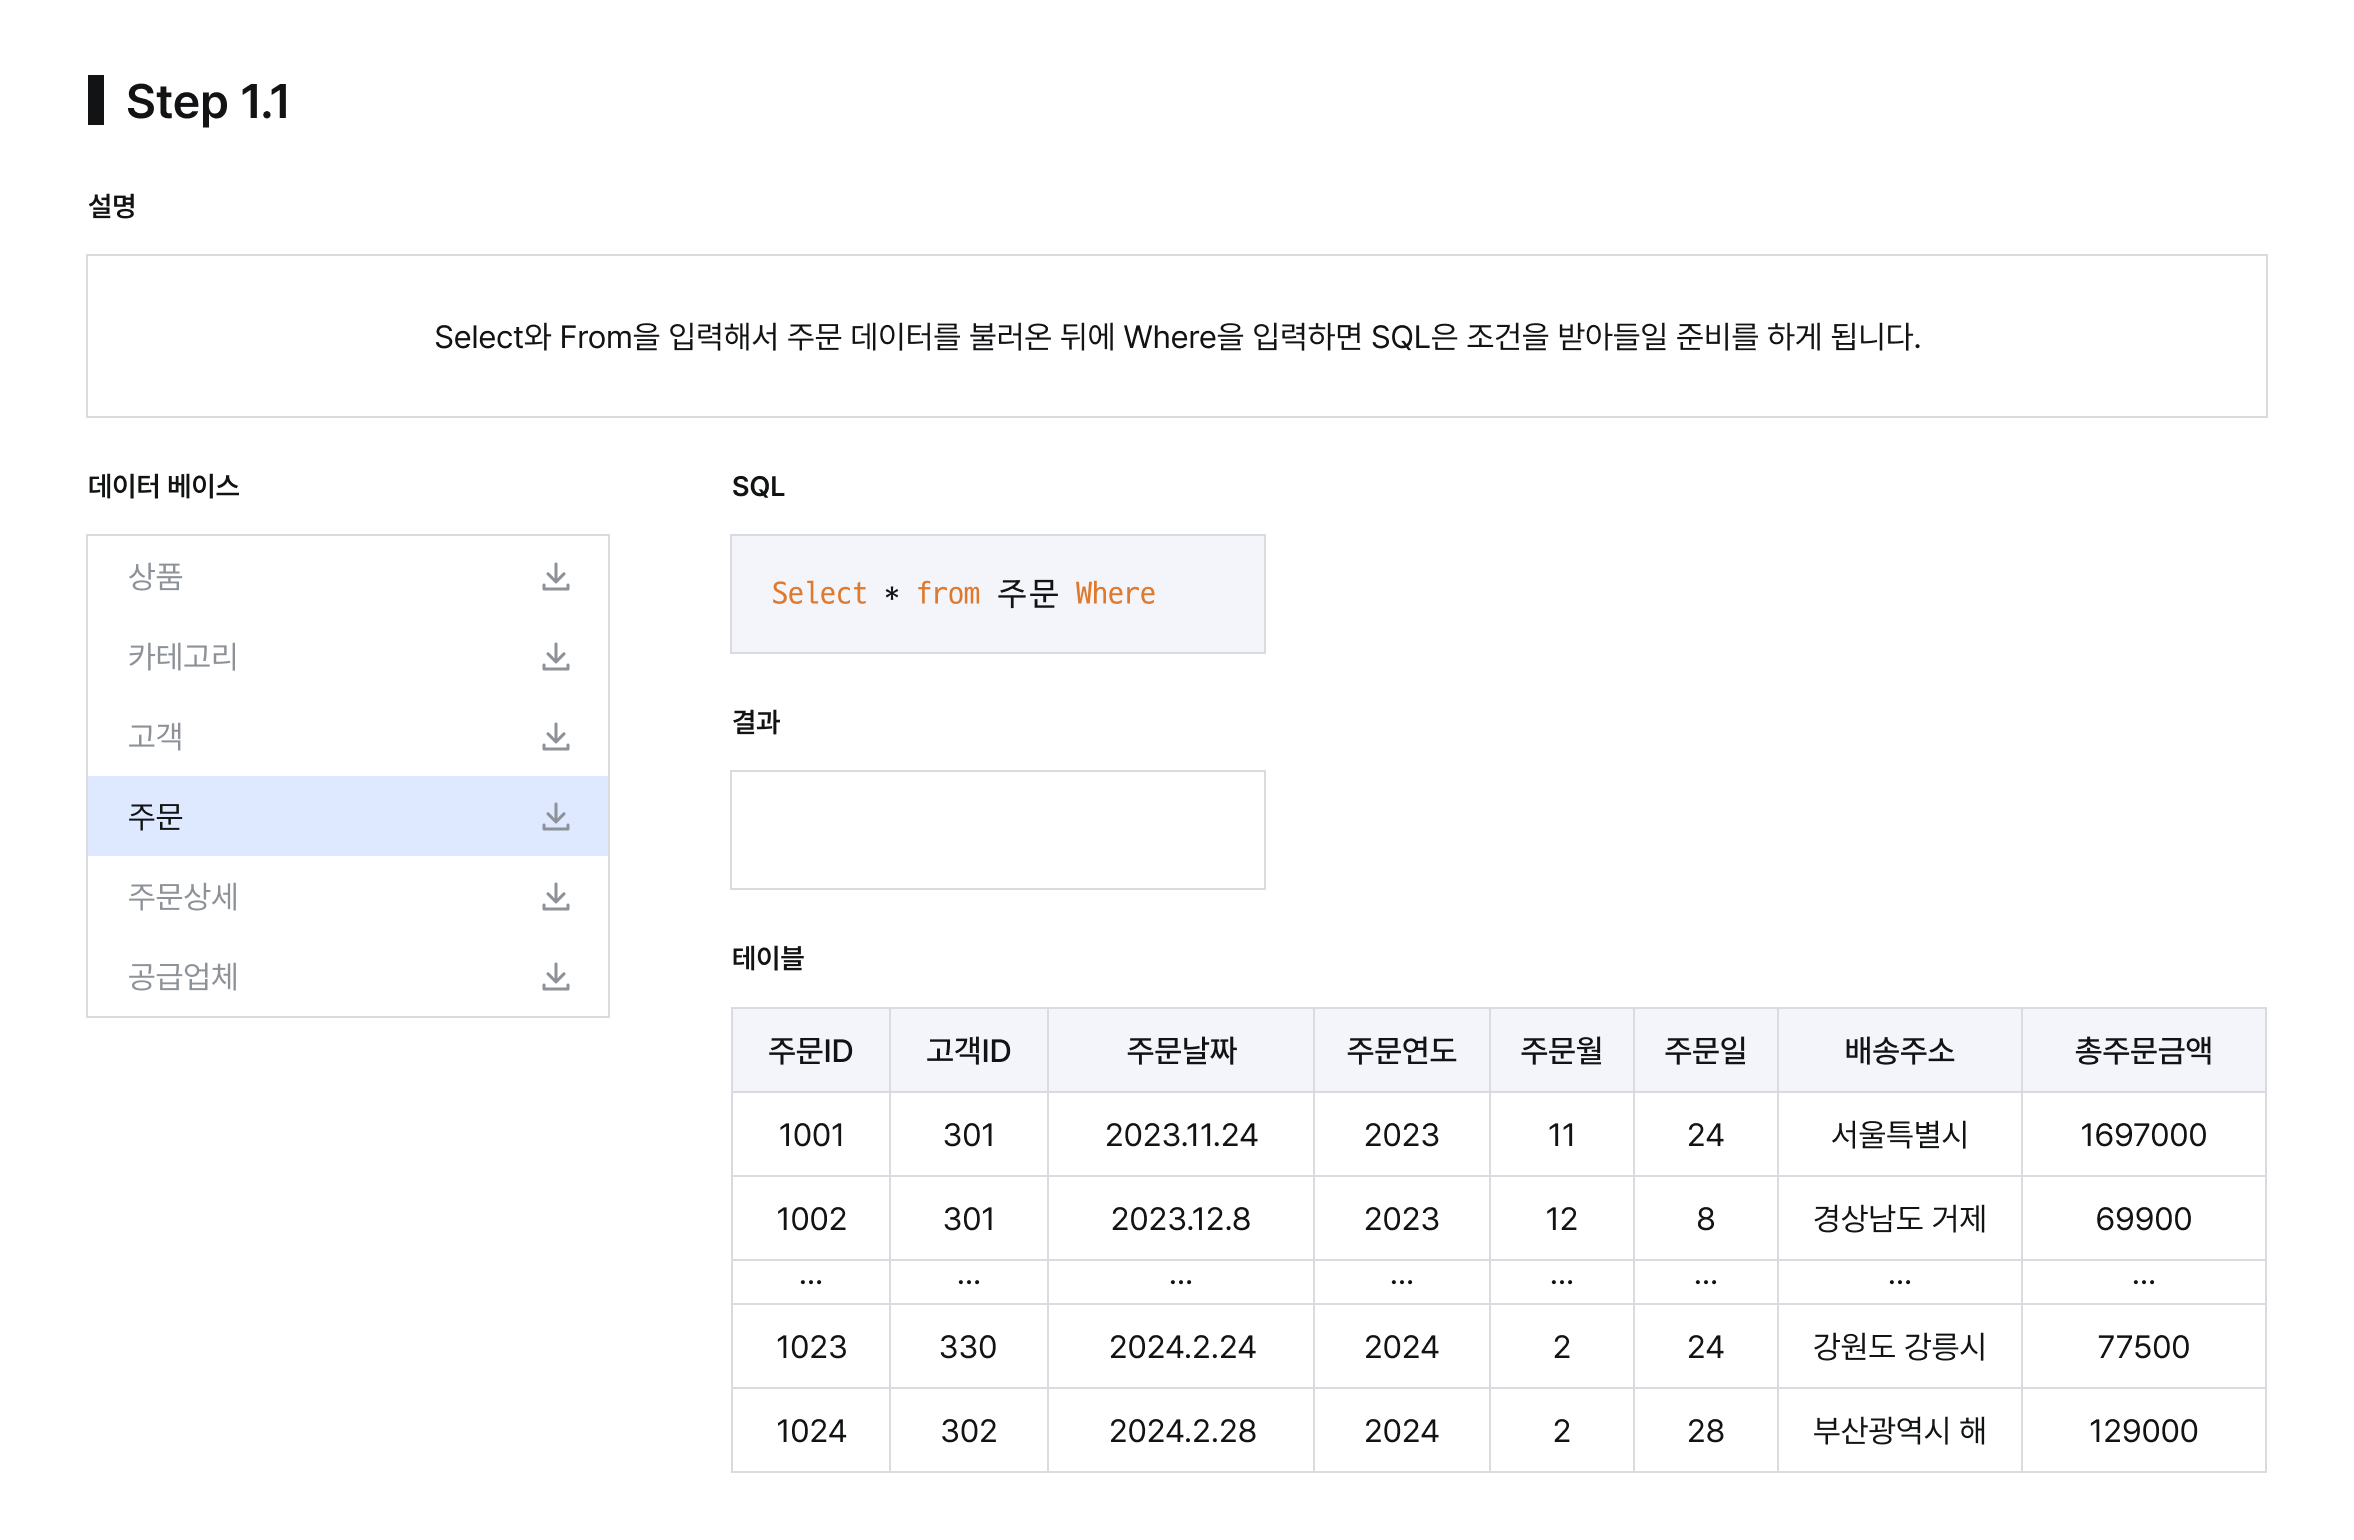 Step 1.1
설명
Select와 From을 입력해서 주문 데이터를 불러온 뒤에 Where을 입력하면 SQL은 조건을 받아들일 준비를 하게 됩니다.
데이터 베이스
상품
카테고리
고객
주문
주문상세
공급업체
SQL
Select * from 주문 Where
결과
테이블
주문ID 고객ID 주문날짜 주문연도 주문월 주문일 배송주소 총주문금액
1001 301 2023.11.24 2023 11 24 서울특별시 1697000
1002 301 2023.12.8 2023 12 8 경상남도 거제 69900
... ... ... ... ... ... ... ...
1023 330 2024.2.24 2024 2 24 강원도 강릉시 77500
1024 302 2024.2.28 2024 2 28 부산광역시 해 129000